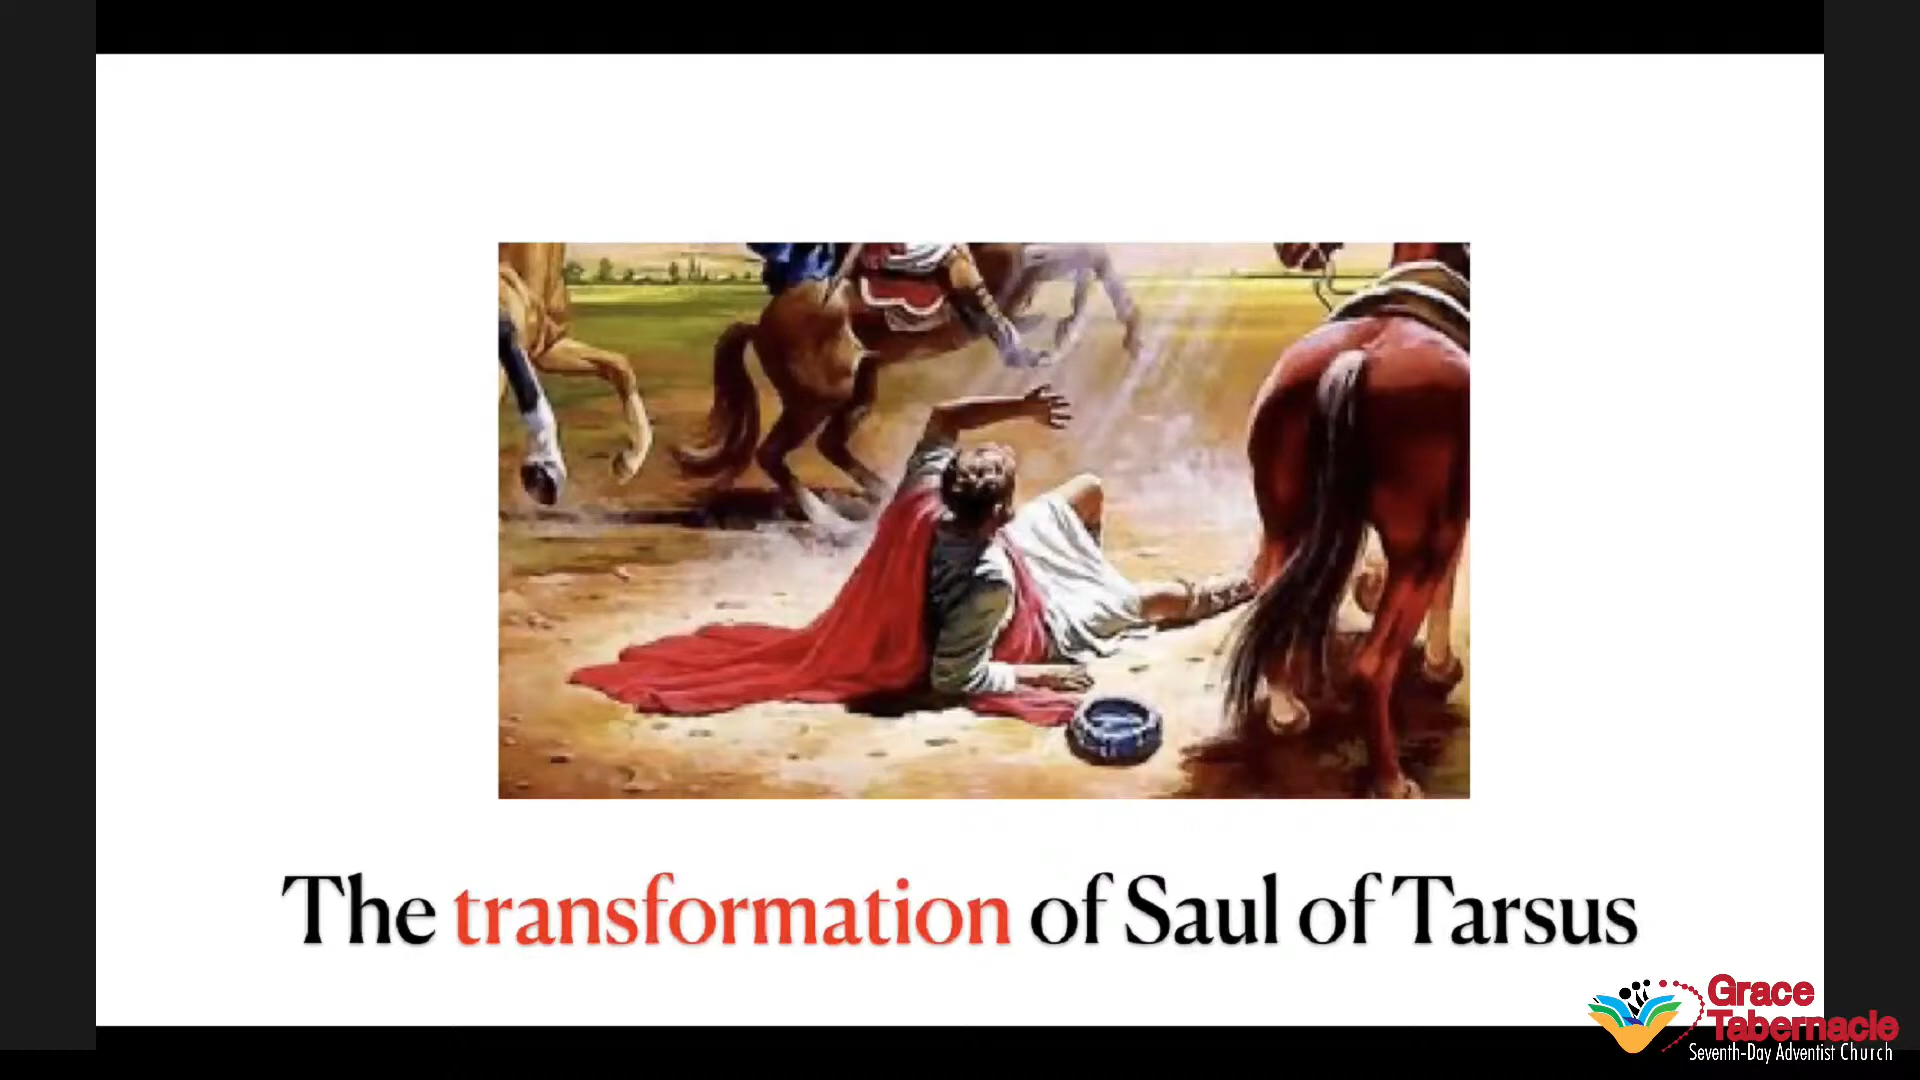 The transformation of Saul of Tarsus
Grace
Tabernacle
Seventh-Day Adventist Church